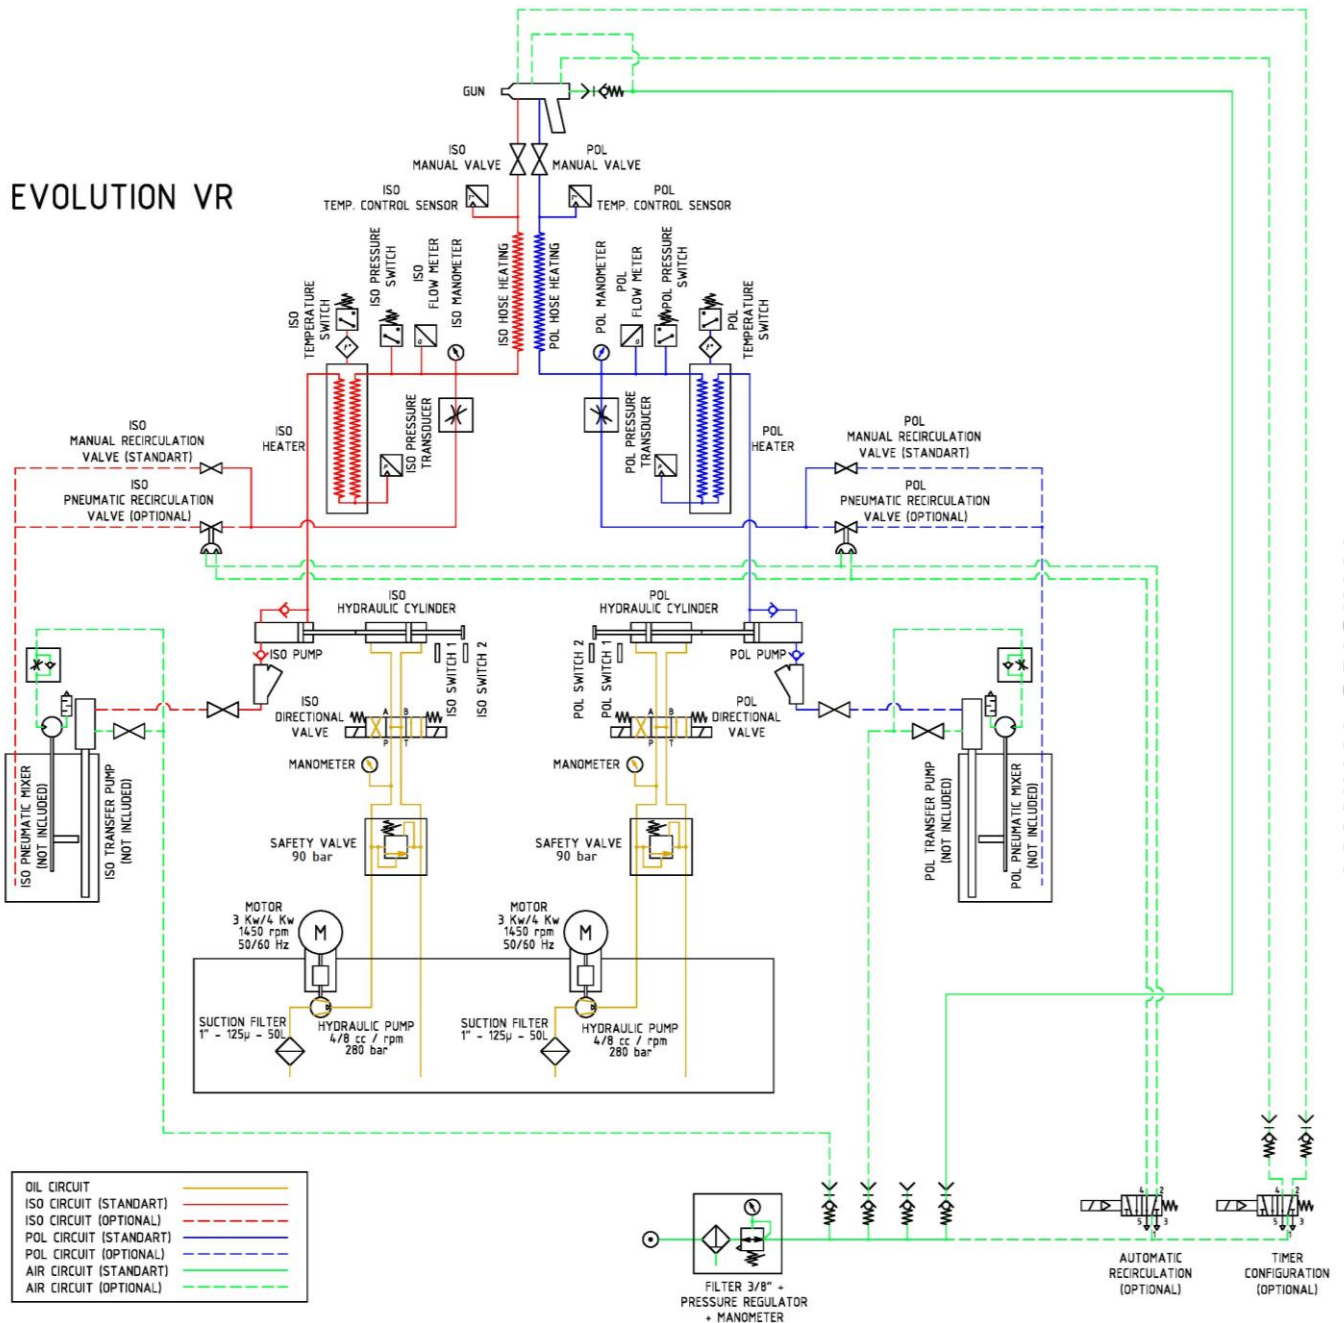 GUN
ISO
MANUAL VALVE
POL
MANUAL VALVE
EVOLUTION VR
ISO
TEMP. CONTROL SENSOR
POL
TEMP. CONTROL SENSOR
ISO
TEMPERATURE
SWITCH
ISO PRESSURE
SWITCH
ISO
FLOW METER
ISO MANOMETER
ISO HOSE HEATING
POL HOSE HEATING
POL MANOMETER
POL
FLOW METER
POL PRESSURE
SWITCH
POL
TEMPERATURE
SWITCH
ISO
HEATER
ISO PRESSURE
TRANSDUCER
POL PRESSURE
TRANSDUCER
POL
HEATER
ISO
MANUAL RECIRCULATION
VALVE (STANDART)
ISO
PNEUMATIC RECIRCULATION
VALVE (OPTIONAL)
POL
MANUAL RECIRCULATION
VALVE (STANDART)
POL
PNEUMATIC RECIRCULATION
VALVE (OPTIONAL)
ISO
HYDRAULIC CYLINDER
POL
HYDRAULIC CYLINDER
ISO PUMP
ISO SWITCH 1
ISO SWITCH 2
POL SWITCH 2
POL SWITCH 1
POL PUMP
ISO
DIRECTIONAL
VALVE
A B
P T
A B
P T
POL
DIRECTIONAL
VALVE
MANOMETER
MANOMETER
ISO PNEUMATIC MIXER
(NOT INCLUDED)
ISO TRANSFER PUMP
(NOT INCLUDED)
SAFETY VALVE
90 bar
SAFETY VALVE
90 bar
POL TRANSFER PUMP
(NOT INCLUDED)
POL PNEUMATIC MIXER
(NOT INCLUDED)
MOTOR
3 Kw/4 Kw
1450 rpm
50/60 Hz
M
MOTOR
3 Kw/4 Kw
1450 rpm
50/60 Hz
M
SUCTION FILTER
1" - 125µ - 50L
HYDRAULIC PUMP
4/8 cc / rpm
280 bar
SUCTION FILTER
1" - 125µ - 50L
HYDRAULIC PUMP
4/8 cc / rpm
280 bar
OIL CIRCUIT
ISO CIRCUIT (STANDART)
ISO CIRCUIT (OPTIONAL)
POL CIRCUIT (STANDART)
POL CIRCUIT (OPTIONAL)
AIR CIRCUIT (STANDART)
AIR CIRCUIT (OPTIONAL)
FILTER 3/8" +
PRESSURE REGULATOR
+ MANOMETER
4 2
5 3
1
AUTOMATIC
RECIRCULATION
(OPTIONAL)
4 2
5 3
1
TIMER
CONFIGURATION
(OPTIONAL)